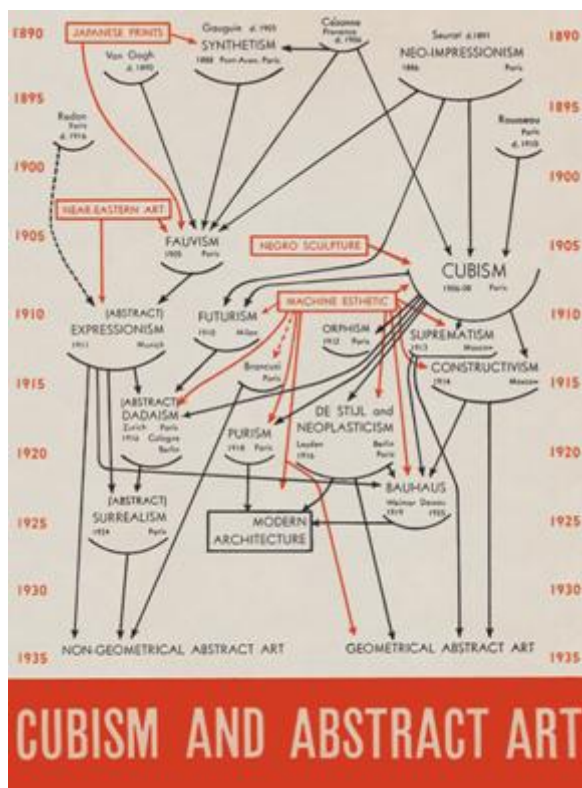 1890
JAPANESE PRINTS
Van Gogh
d. 1890
Gauguin d. 1903
SYNTHETISM
1888 Pont-Aven, Paris
Cézanne
Provence
d. 1906
Seurat d. 1891
NEO-IMPRESSIONISM
1886 Paris
1890
1895
1895
Redon
Paris
d. 1916
Rousseau
Paris
d. 1910
1900
1900
NEAR-EASTERN ART
1905
FAUVISM
1905 Paris
NEGRO SCULPTURE
1905
CUBISM
1906-08 Paris
1910
(ABSTRACT)
EXPRESSIONISM
1911 Munich
FUTURISM
1910 Milan
MACHINE ESTHETIC
ORPHISM
1912 Paris
SUPREMATISM
1913 Moscow
1910
Brancusi
Paris
CONSTRUCTIVISM
1914 Moscow
1915
1915
(ABSTRACT)
DADAISM
Zurich Paris
1916 Cologne
Berlin
PURISM
1918 Paris
DE STIJL and
NEOPLASTICISM
Leyden Berlin
1916 Paris
1920
1920
BAUHAUS
Weimar Dessau
1919 1925
(ABSTRACT)
SURREALISM
1924 Paris
MODERN
ARCHITECTURE
1925
1925
1930
1930
1935
NON-GEOMETRICAL ABSTRACT ART
GEOMETRICAL ABSTRACT ART
1935
CUBISM AND ABSTRACT ART